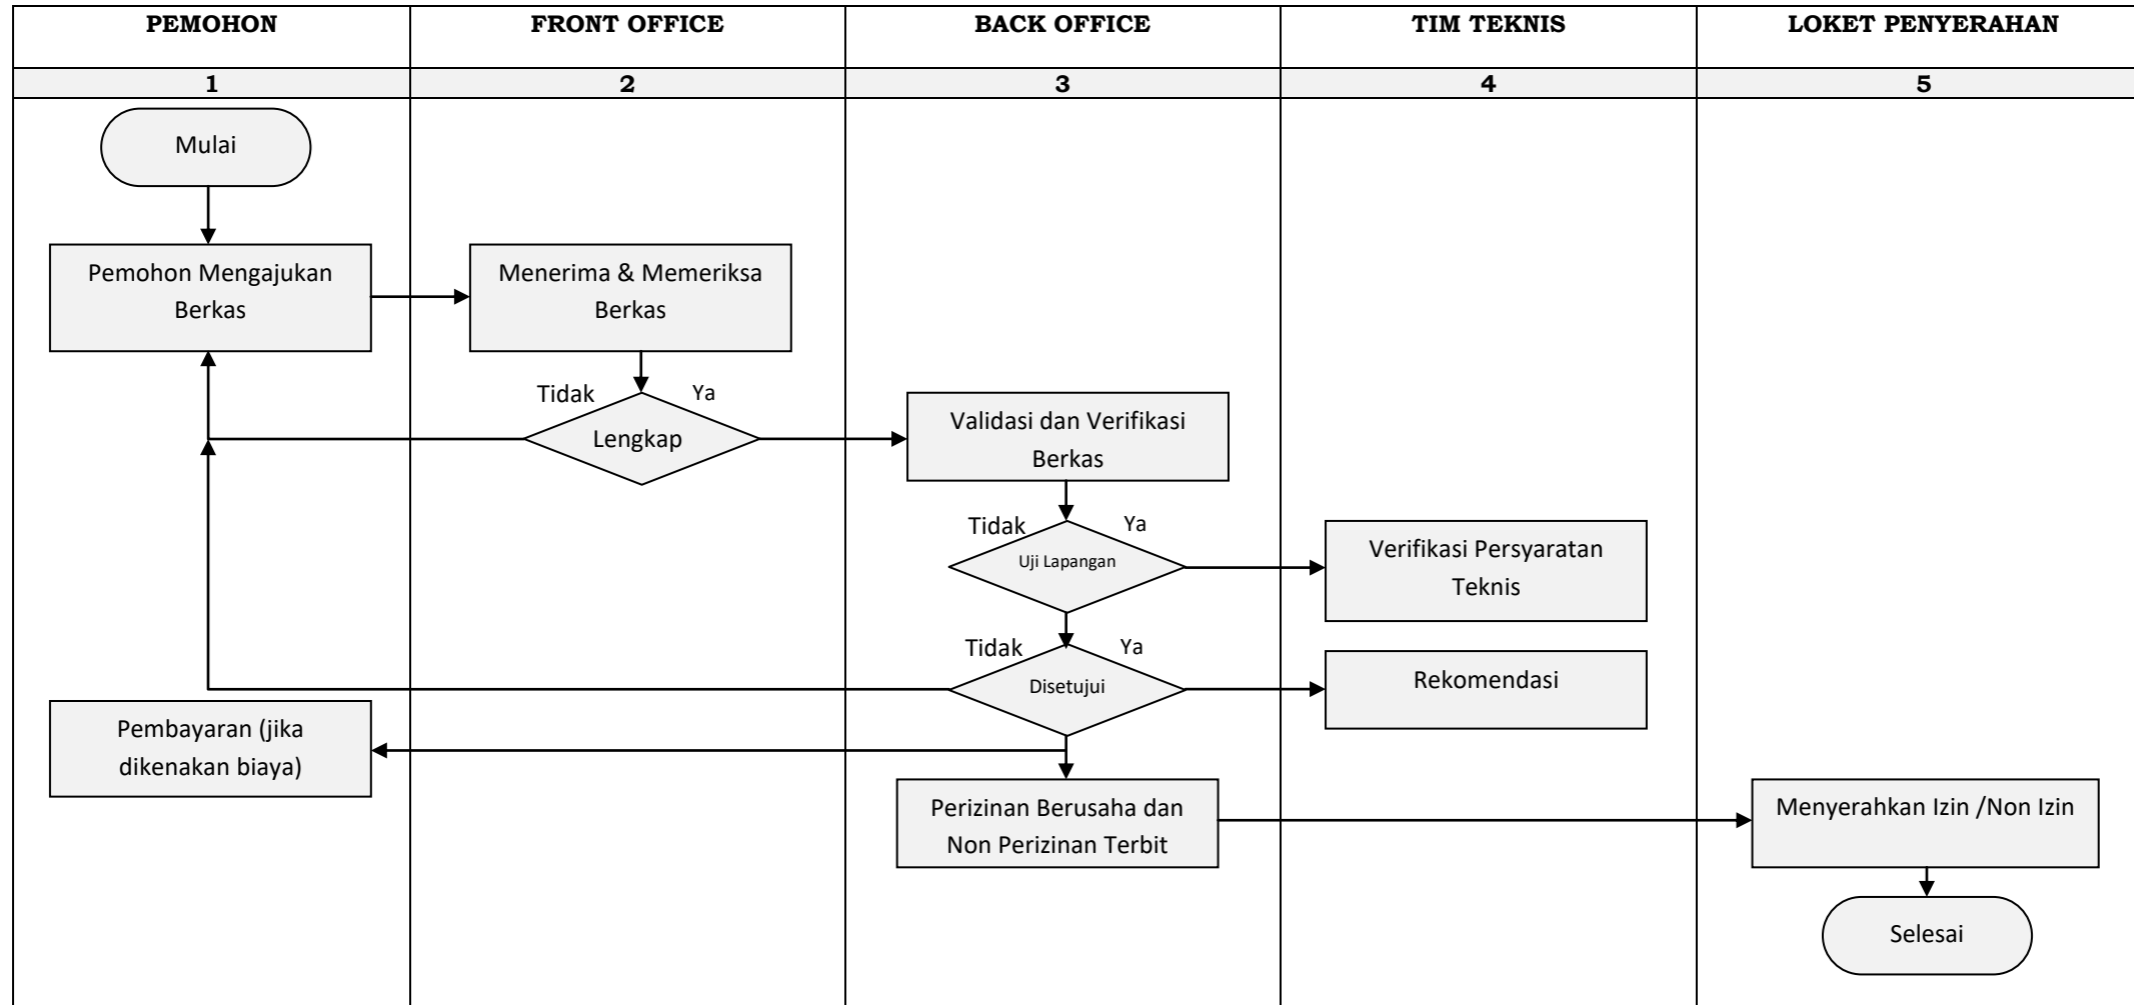 PEMOHON
FRONT OFFICE
BACK OFFICE
TIM TEKNIS
LOKET PENYERAHAN
1
2
3
4
5
Mulai
Pemohon Mengajukan
Berkas
Menerima & Memeriksa
Berkas
Tidak
Ya
Lengkap
Validasi dan Verifikasi
Berkas
Tidak
Ya
Uji Lapangan
Verifikasi Persyaratan
Teknis
Tidak
Ya
Disetujui
Rekomendasi
Pembayaran (jika
dikenakan biaya)
Perizinan Berusaha dan
Non Perizinan Terbit
Menyerahkan Izin /Non Izin
Selesai